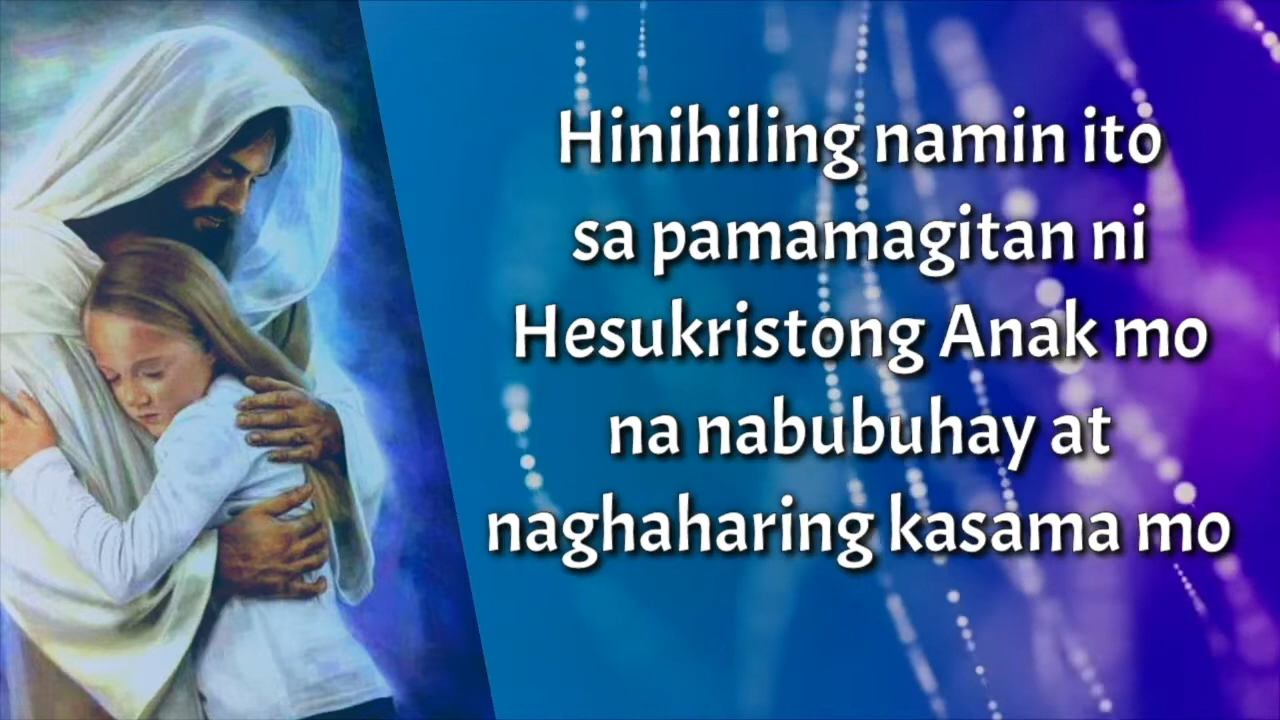 Hinihiling namin ito
sa pamamagitan ni
Hesukristong Anak mo
na nabubuhay at
naghaharing kasama mo